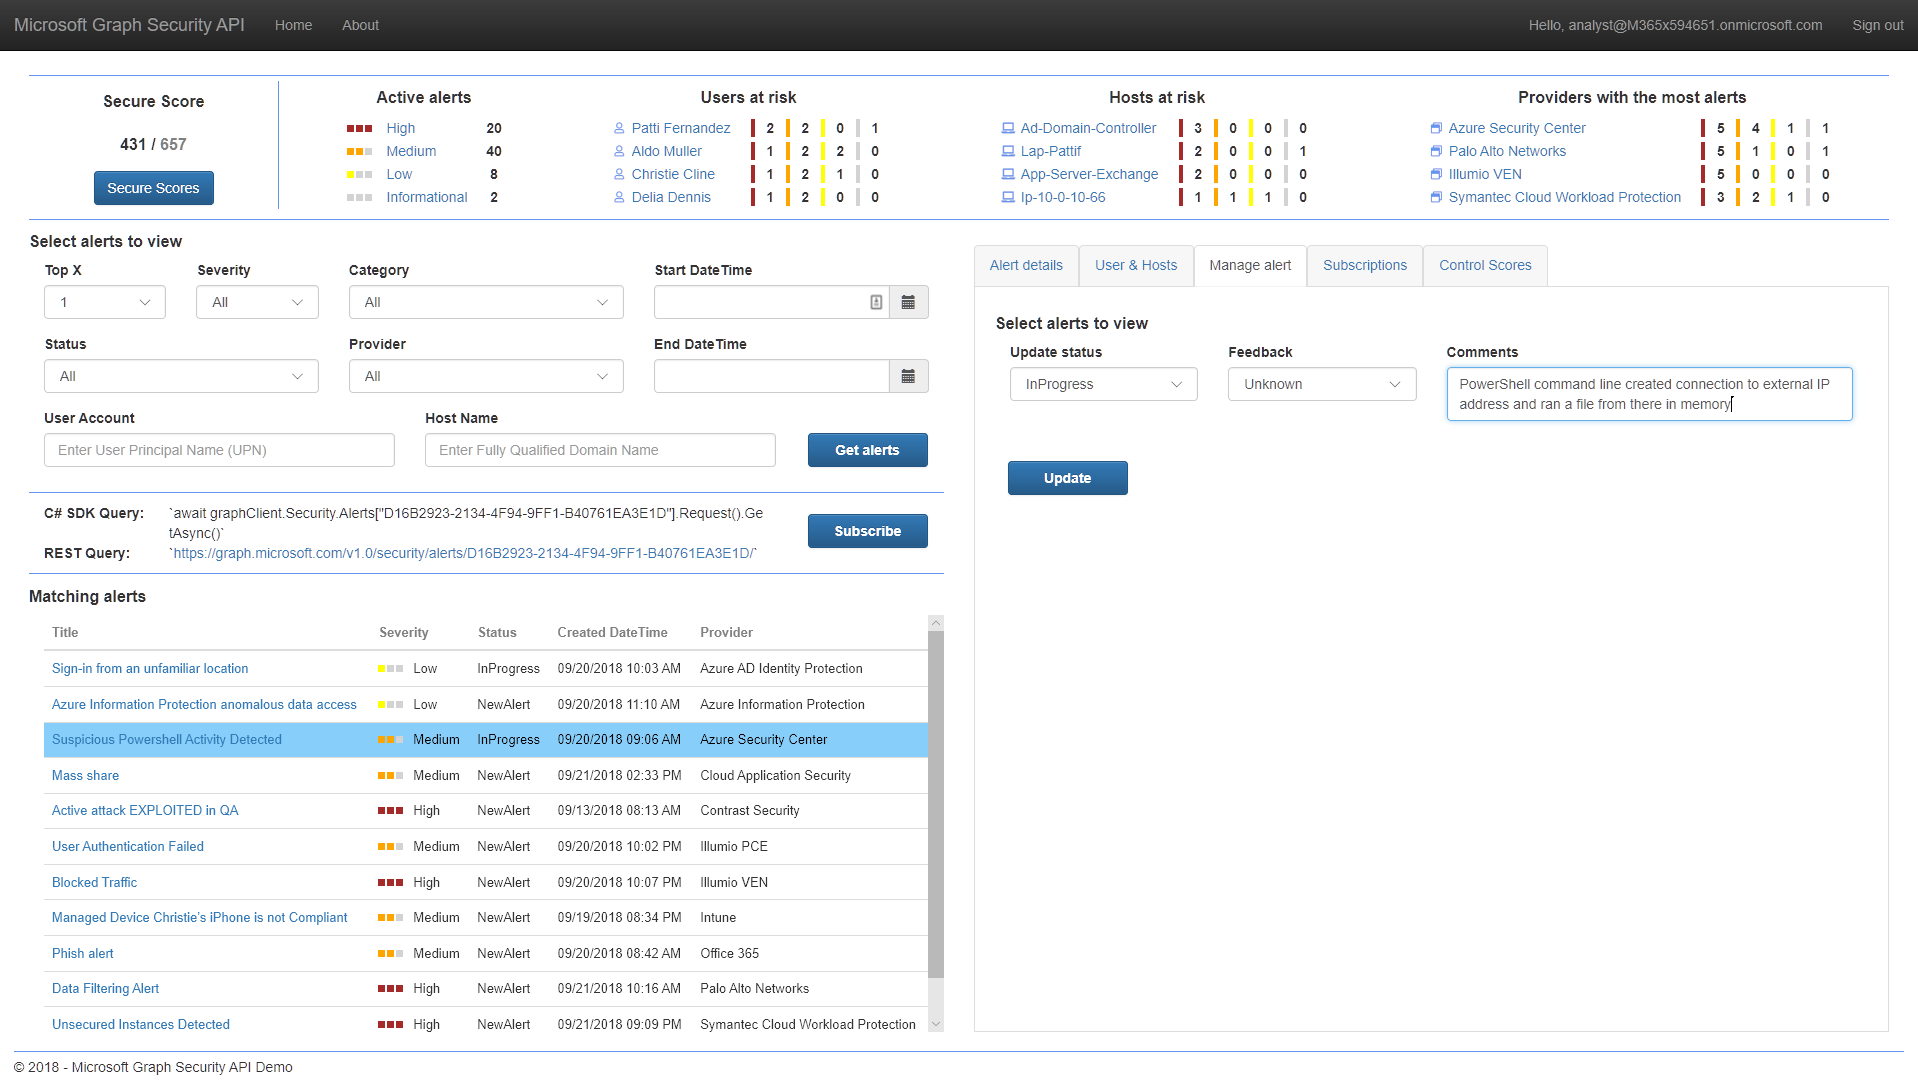 Microsoft Graph Security API Home About Hello, analyst@M365x594651.onmicrosoft.com Sign out
Secure Score
431 / 657
Secure Scores
Active alerts
High 20
Medium 40
Low 8
Informational 2
Users at risk
Patti Fernandez 2 2 0 1
Aldo Muller 1 2 2 0
Christie Cline 1 2 1 0
Delia Dennis 1 2 0 0
Hosts at risk
Ad-Domain-Controller 3 0 0 0
Lap-Pattif 2 0 0 1
App-Server-Exchange 2 0 0 0
Ip-10-0-10-66 1 1 1 0
Providers with the most alerts
Azure Security Center 5 4 1 1
Palo Alto Networks 5 1 0 1
Illumio VEN 5 0 0 0
Symantec Cloud Workload Protection 3 2 1 0
Select alerts to view
Top X Severity Category Start DateTime
1 All All
Status Provider End DateTime
All All
User Account Host Name
Enter User Principal Name (UPN) Enter Fully Qualified Domain Name Get alerts
C# SDK Query: `await graphClient.Security.Alerts["D16B2923-2134-4F94-9FF1-B40761EA3E1D"].Request().Ge
tAsync()`
Subscribe
REST Query: `https://graph.microsoft.com/v1.0/security/alerts/D16B2923-2134-4F94-9FF1-B40761EA3E1D/`
Matching alerts
Title Severity Status Created DateTime Provider
Sign-in from an unfamiliar location Low InProgress 09/20/2018 10:03 AM Azure AD Identity Protection
Azure Information Protection anomalous data access Low NewAlert 09/20/2018 11:10 AM Azure Information Protection
Suspicious Powershell Activity Detected Medium InProgress 09/20/2018 09:06 AM Azure Security Center
Mass share Medium NewAlert 09/21/2018 02:33 PM Cloud Application Security
Active attack EXPLOITED in QA High NewAlert 09/13/2018 08:13 AM Contrast Security
User Authentication Failed Medium NewAlert 09/20/2018 10:02 PM Illumio PCE
Blocked Traffic High NewAlert 09/20/2018 10:07 PM Illumio VEN
Managed Device Christie's iPhone is not Compliant Medium NewAlert 09/19/2018 08:34 PM Intune
Phish alert Medium NewAlert 09/20/2018 08:42 AM Office 365
Data Filtering Alert High NewAlert 09/21/2018 10:16 AM Palo Alto Networks
Unsecured Instances Detected High NewAlert 09/21/2018 09:09 PM Symantec Cloud Workload Protection
Alert details User & Hosts Manage alert Subscriptions Control Scores
Select alerts to view
Update status Feedback Comments
InProgress Unknown PowerShell command line created connection to external IP
address and ran a file from there in memory
Update
© 2018 - Microsoft Graph Security API Demo